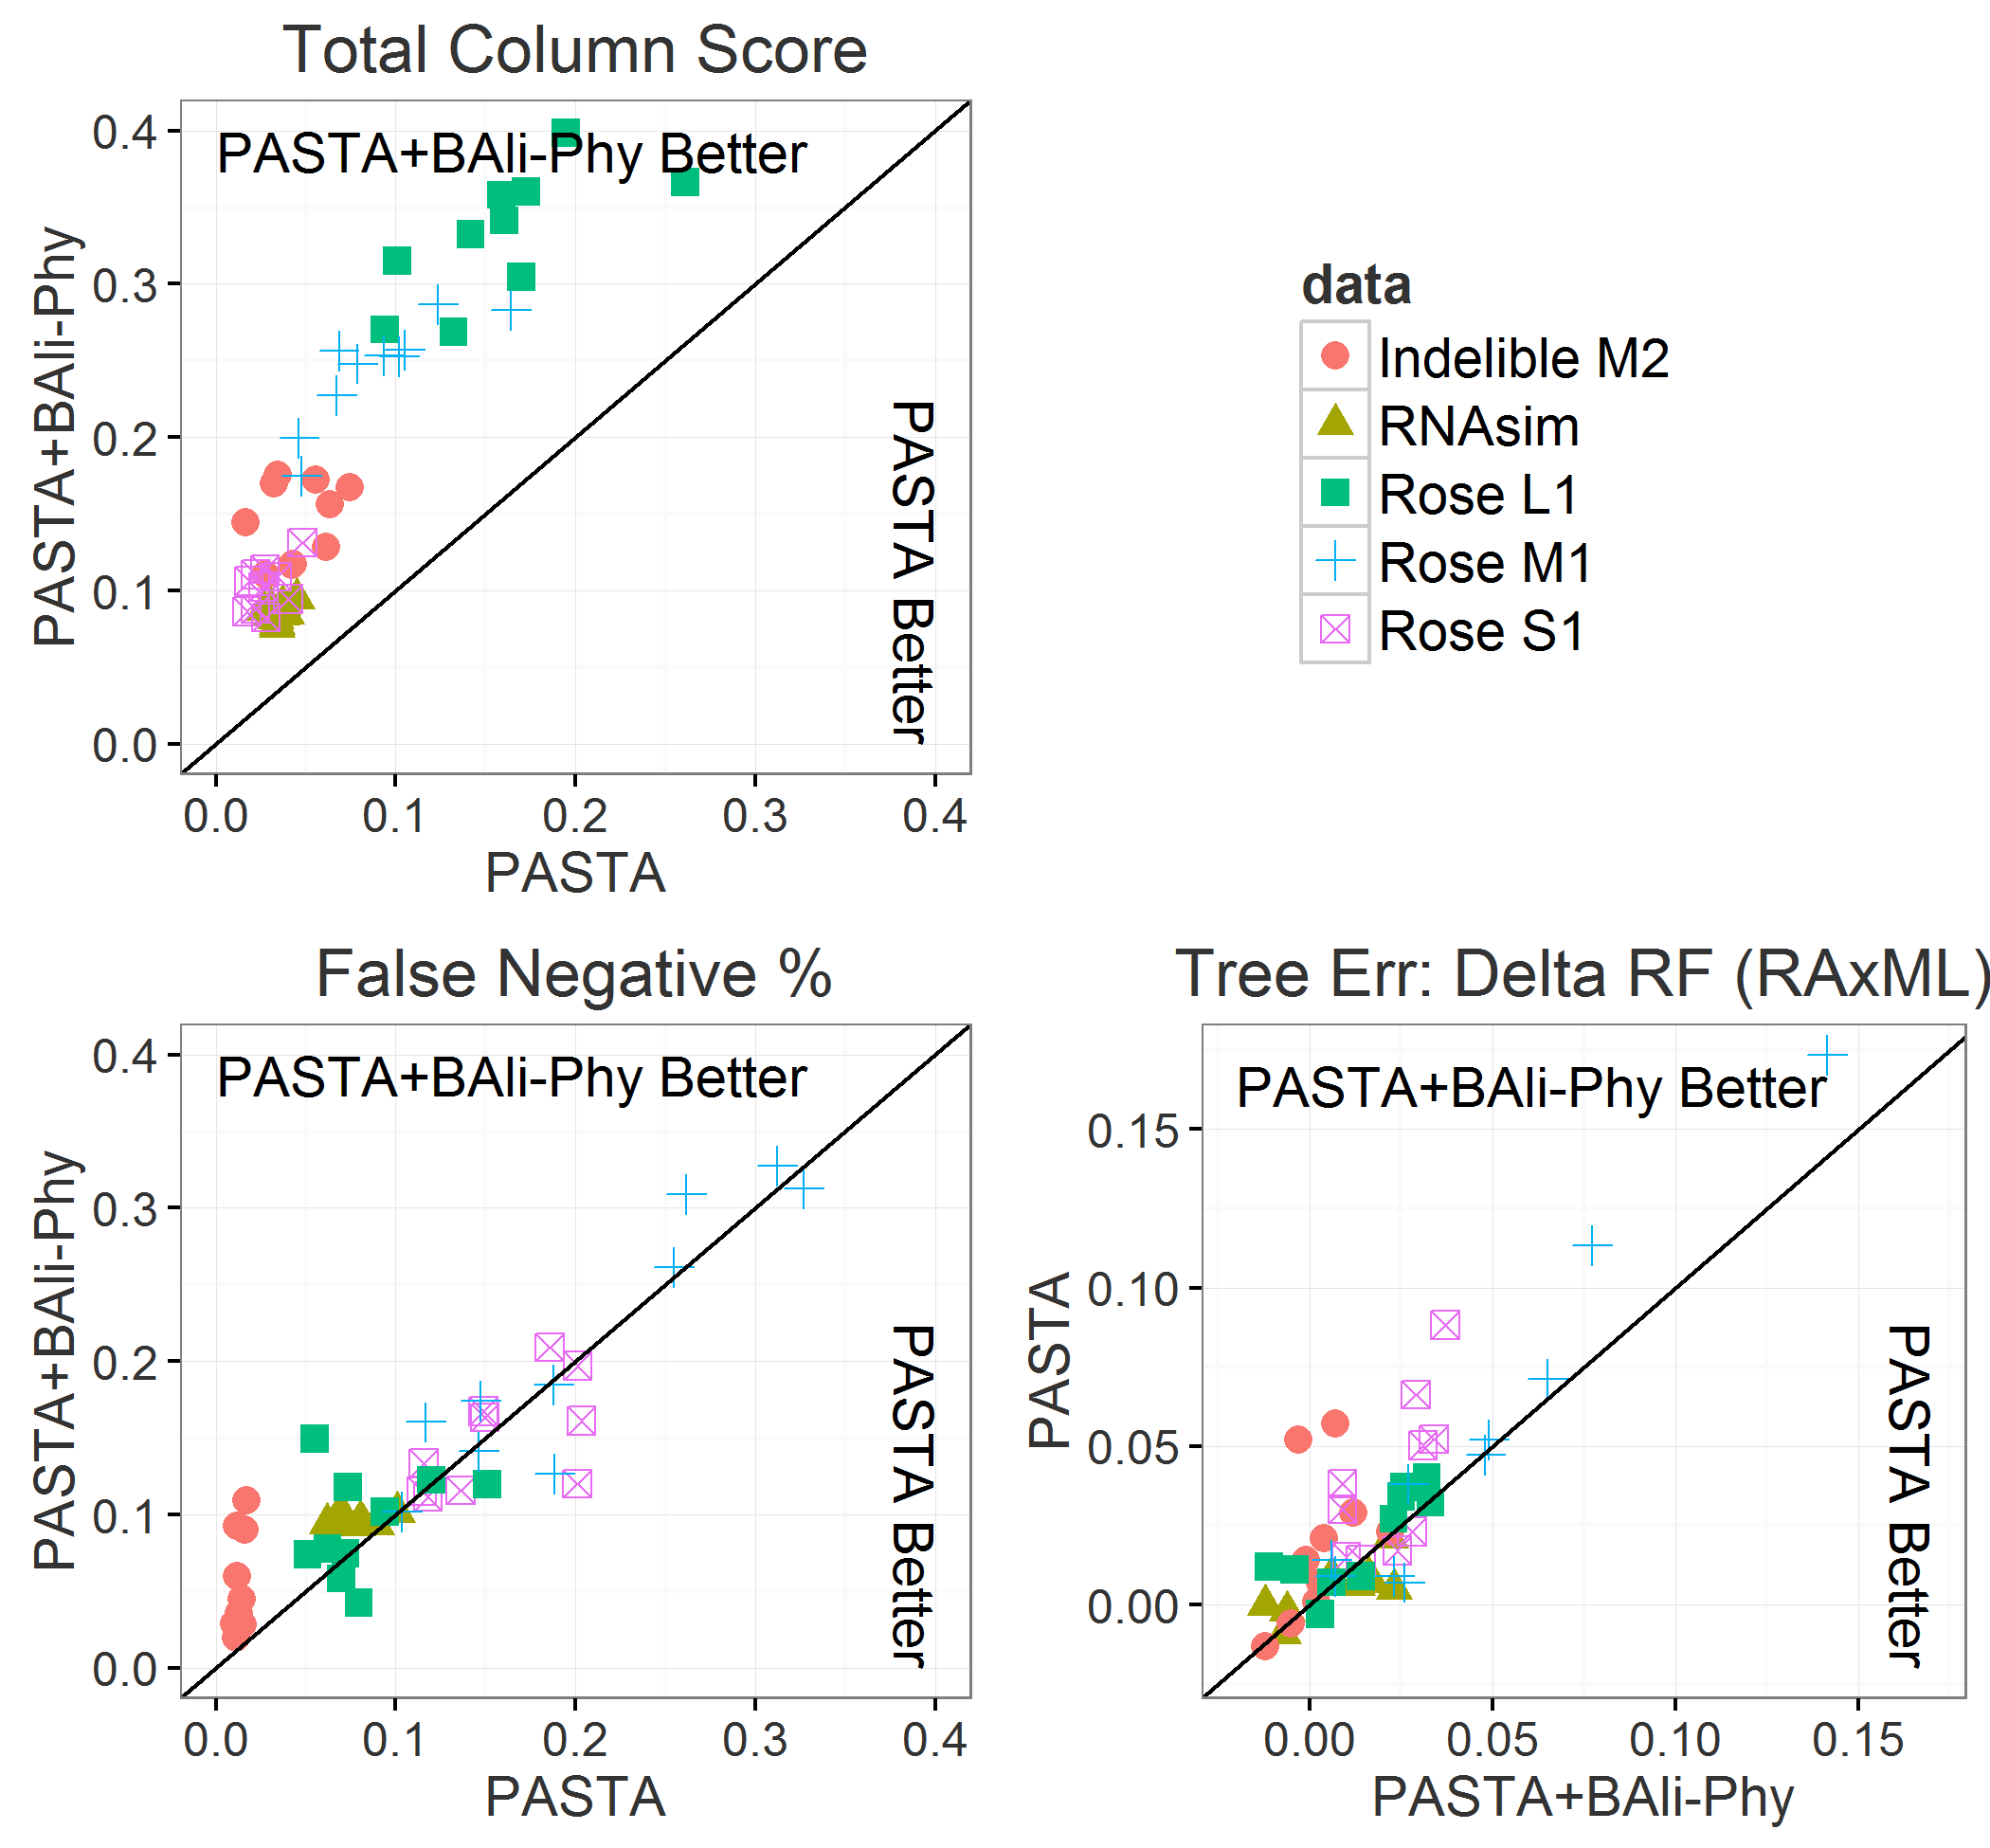 Total Column Score
PASTA+BAli-Phy Better
PASTA Better
PASTA+BAli-Phy
0.4
0.3
0.2
0.1
0.0
0.0 0.1 0.2 0.3 0.4
PASTA
data
Indelible M2
RNAsim
Rose L1
Rose M1
Rose S1
False Negative %
PASTA+BAli-Phy Better
PASTA Better
PASTA+BAli-Phy
0.4
0.3
0.2
0.1
0.0
0.0 0.1 0.2 0.3 0.4
PASTA
Tree Err: Delta RF (RAxML)
PASTA+BAli-Phy Better
PASTA Better
PASTA
0.15
0.10
0.05
0.00
0.00 0.05 0.10 0.15
PASTA+BAli-Phy